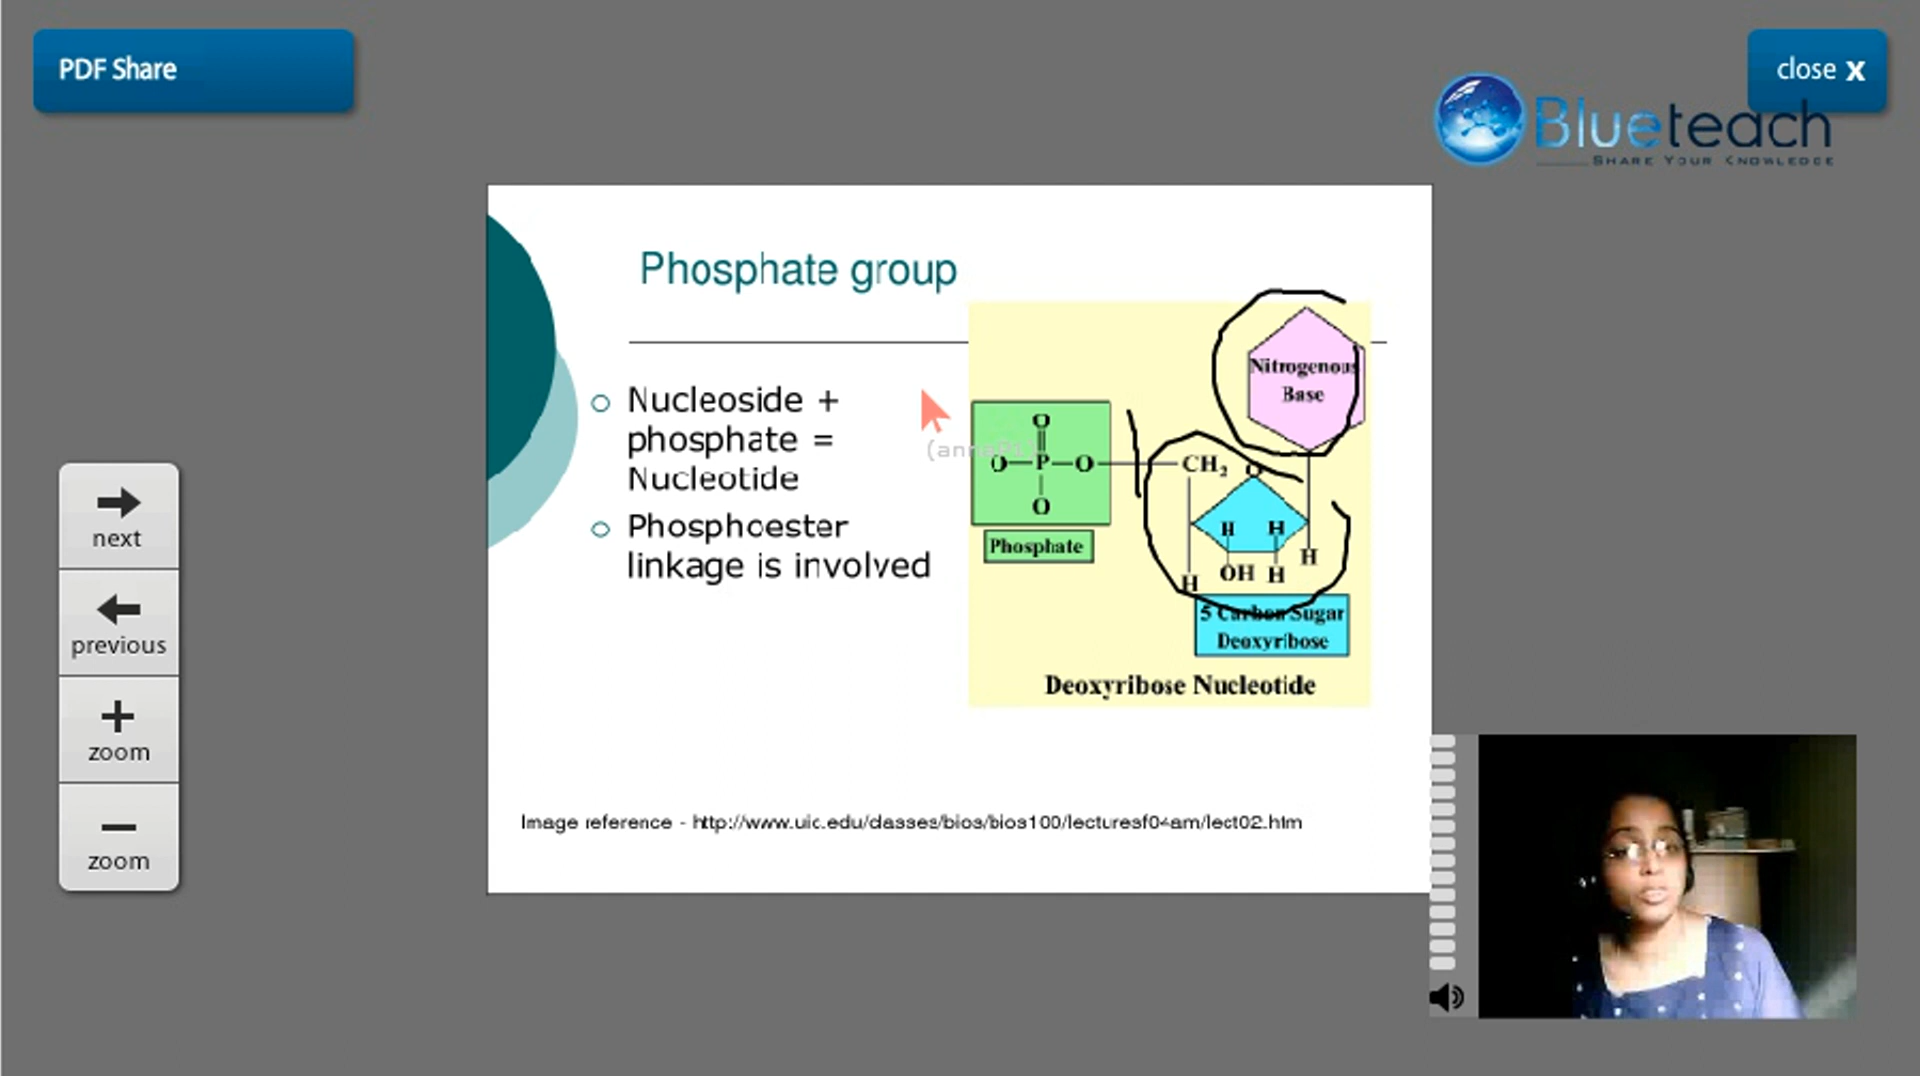 PDF Share
close X
Blueteach
SHARE YOUR KNOWLEDGE
Phosphate group
Nucleoside +
phosphate =
Nucleotide
Phosphoester
linkage is involved
Nitrogenous
Base
O
O P O CH₂ O
O
H H
H OH H H
Phosphate
5 Carbon Sugar
Deoxyribose
Deoxyribose Nucleotide
Image reference - http://www.uic.edu/classes/bios/bios100/lecturesf04am/lect02.htm
next
previous
zoom
zoom